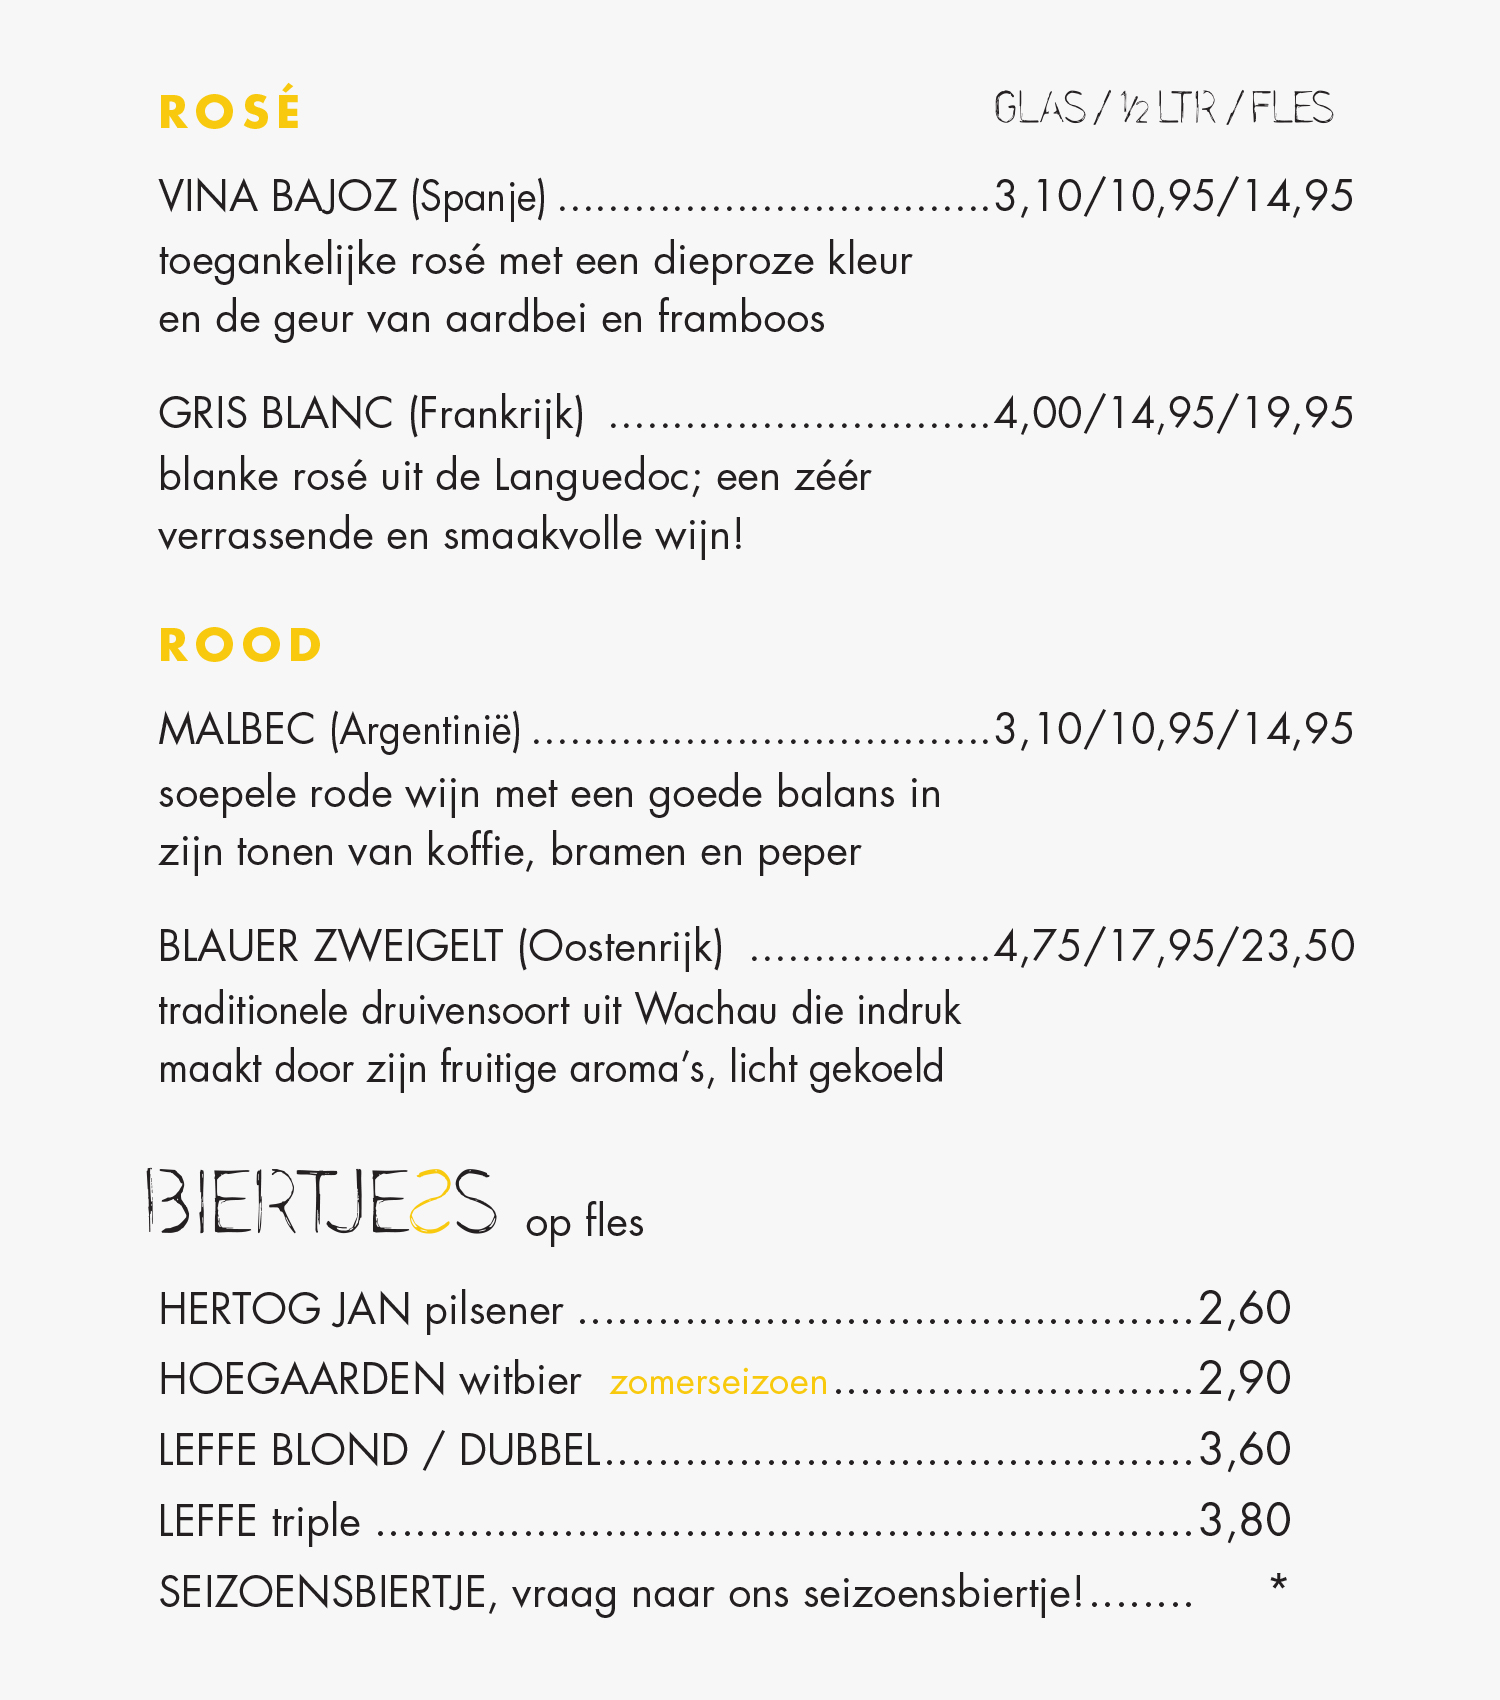 ROSÉ GLAS / ½ LTR / FLES
VINA BAJOZ (Spanje) .................................3,10/10,95/14,95
toegankelijke rosé met een dieproze kleur
en de geur van aardbei en framboos
GRIS BLANC (Frankrijk) .............................4,00/14,95/19,95
blanke rosé uit de Languedoc; een zéér
verrassende en smaakvolle wijn!
ROOD
MALBEC (Argentinië) ...................................3,10/10,95/14,95
soepele rode wijn met een goede balans in
zijn tonen van koffie, bramen en peper
BLAUER ZWEIGELT (Oostenrijk) ...................4,75/17,95/23,50
traditionele druivensoort uit Wachau die indruk
maakt door zijn fruitige aroma’s, licht gekoeld
BIERTJESS op fles
HERTOG JAN pilsener ..............................................2,60
HOEGAARDEN witbier zomerseizoen...........................2,90
LEFFE BLOND / DUBBEL............................................3,60
LEFFE triple .............................................................3,80
SEIZOENSBIERTJE, vraag naar ons seizoensbiertje!........ *